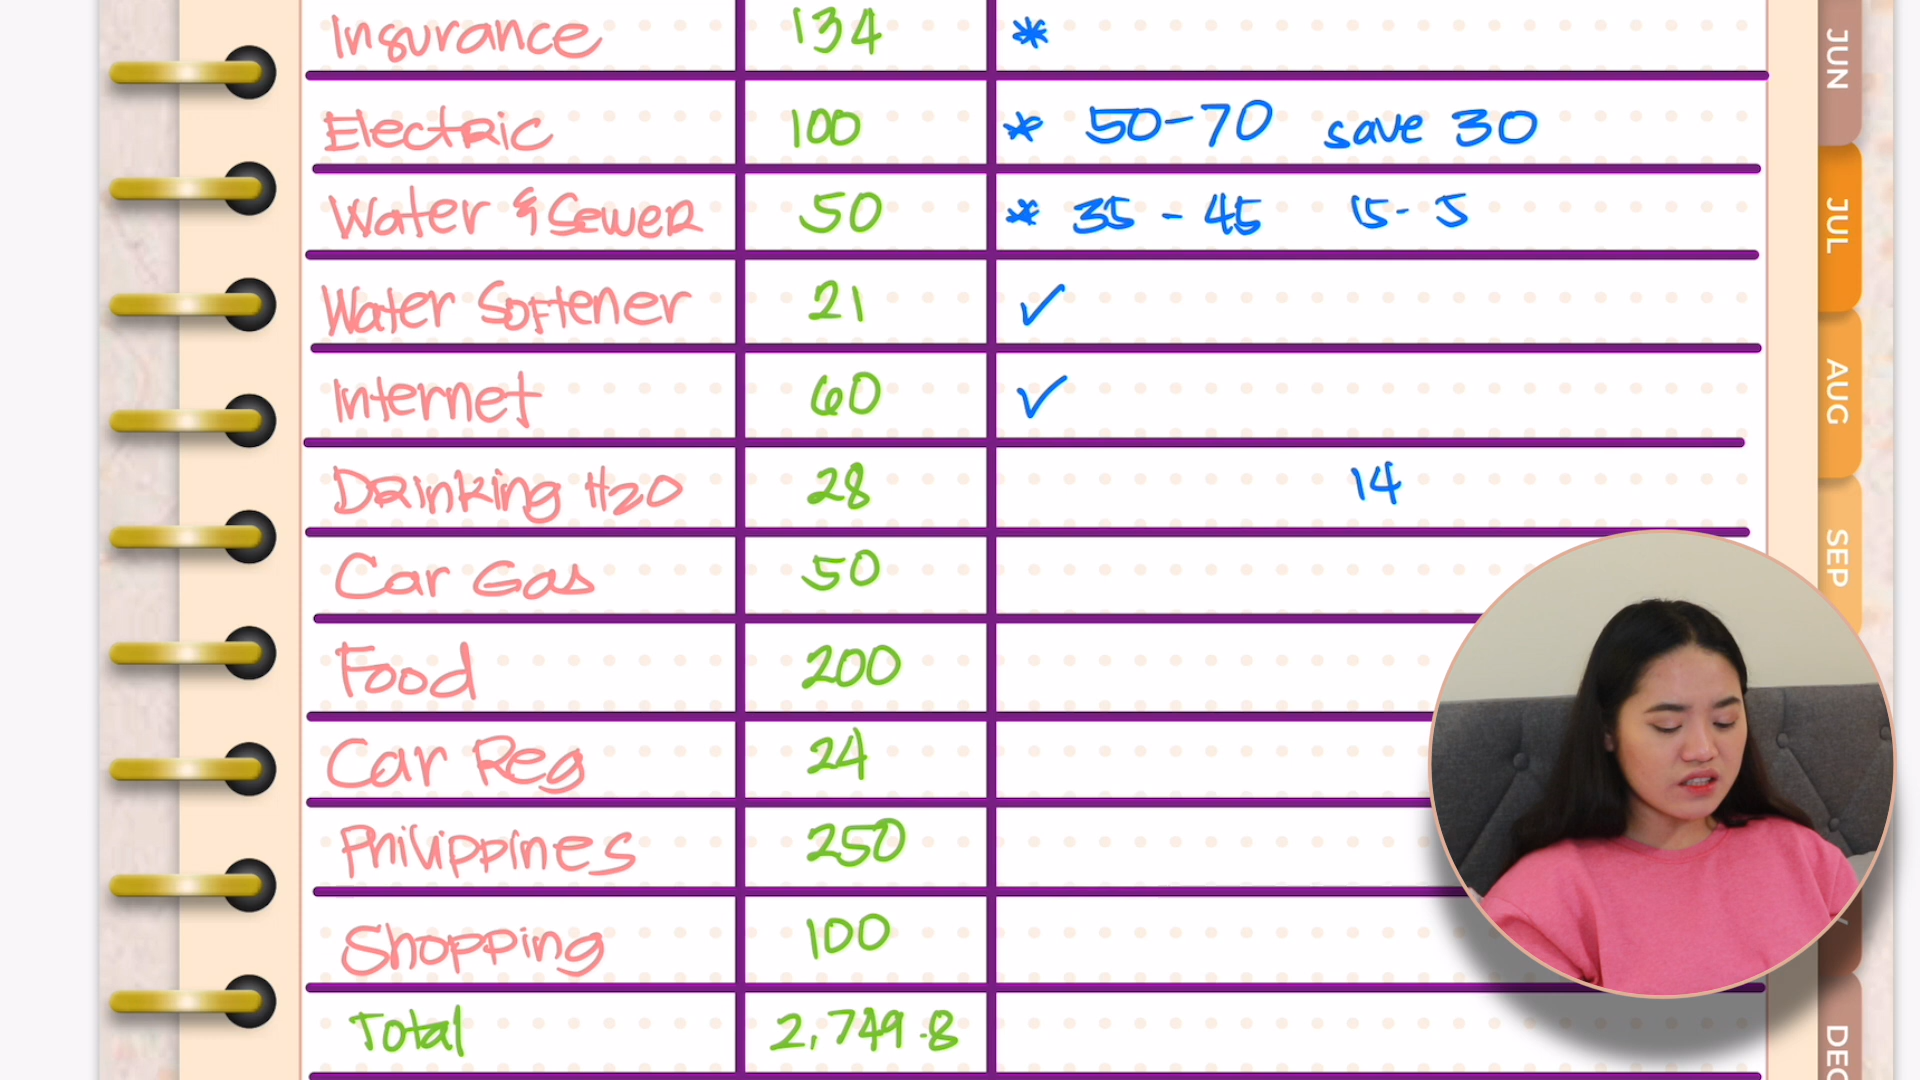 Insurance 134 *
Electric 100 * 50-70 save 30
Water & Sewer 50 * 35 - 45 15- 5
Water Softener 21 ✓
Internet 60 ✓
Drinking H2O 28 14
Car Gas 50
Food 200
Car Reg 24
Philippines 250
Shopping 100
Total 2,749.8
JUN
JUL
AUG
SEP
DEC